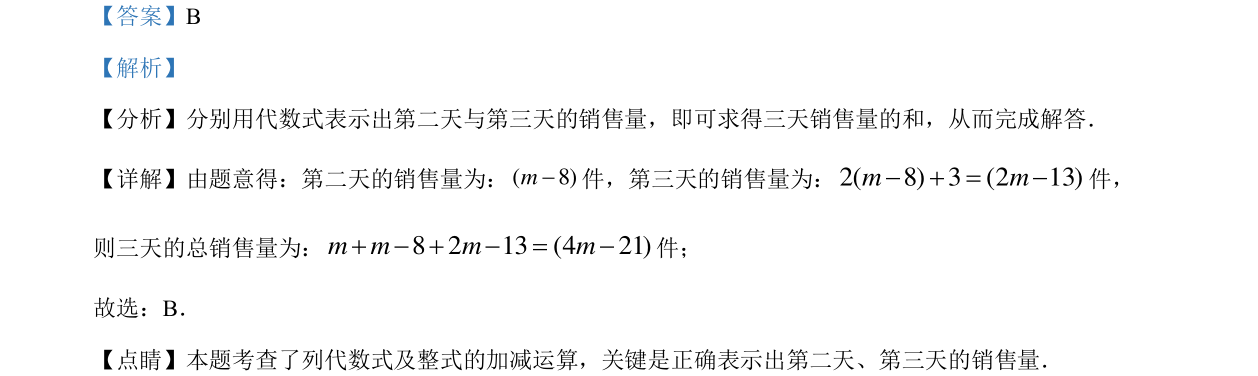 【答案】B
【解析】
【分析】分别用代数式表示出第二天与第三天的销售量，即可求得三天销售量的和，从而完成解答．
【详解】由题意得：第二天的销售量为：(m−8)件，第三天的销售量为：2(m−8)+3=(2m−13)件，
则三天的总销售量为：m+m−8+2m−13=(4m−21)件；
故选：B．
【点睛】本题考查了列代数式及整式的加减运算，关键是正确表示出第二天、第三天的销售量．